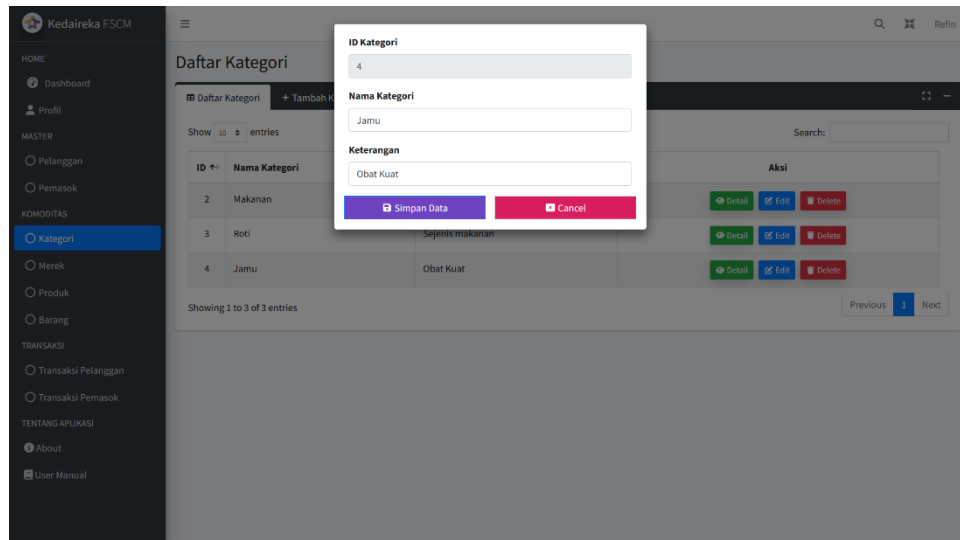 Kedaireka ESCM
Refin
HOME
Dashboard
Profil
MASTER
Pelanggan
Pemasok
KOMODITAS
Kategori
Merek
Produk
Barang
TRANSAKSI
Transaksi Pelanggan
Transaksi Pemasok
TENTANG APLIKASI
About
User Manual
Daftar Kategori
Daftar Kategori + Tambah K
Show 10 entries Search:
ID Nama Kategori Aksi
2 Makanan Detail Edit Delete
3 Roti Sejenis makanan Detail Edit Delete
4 Jamu Obat Kuat Detail Edit Delete
Showing 1 to 3 of 3 entries Previous 1 Next
ID Kategori
4
Nama Kategori
Jamu
Keterangan
Obat Kuat
Simpan Data Cancel